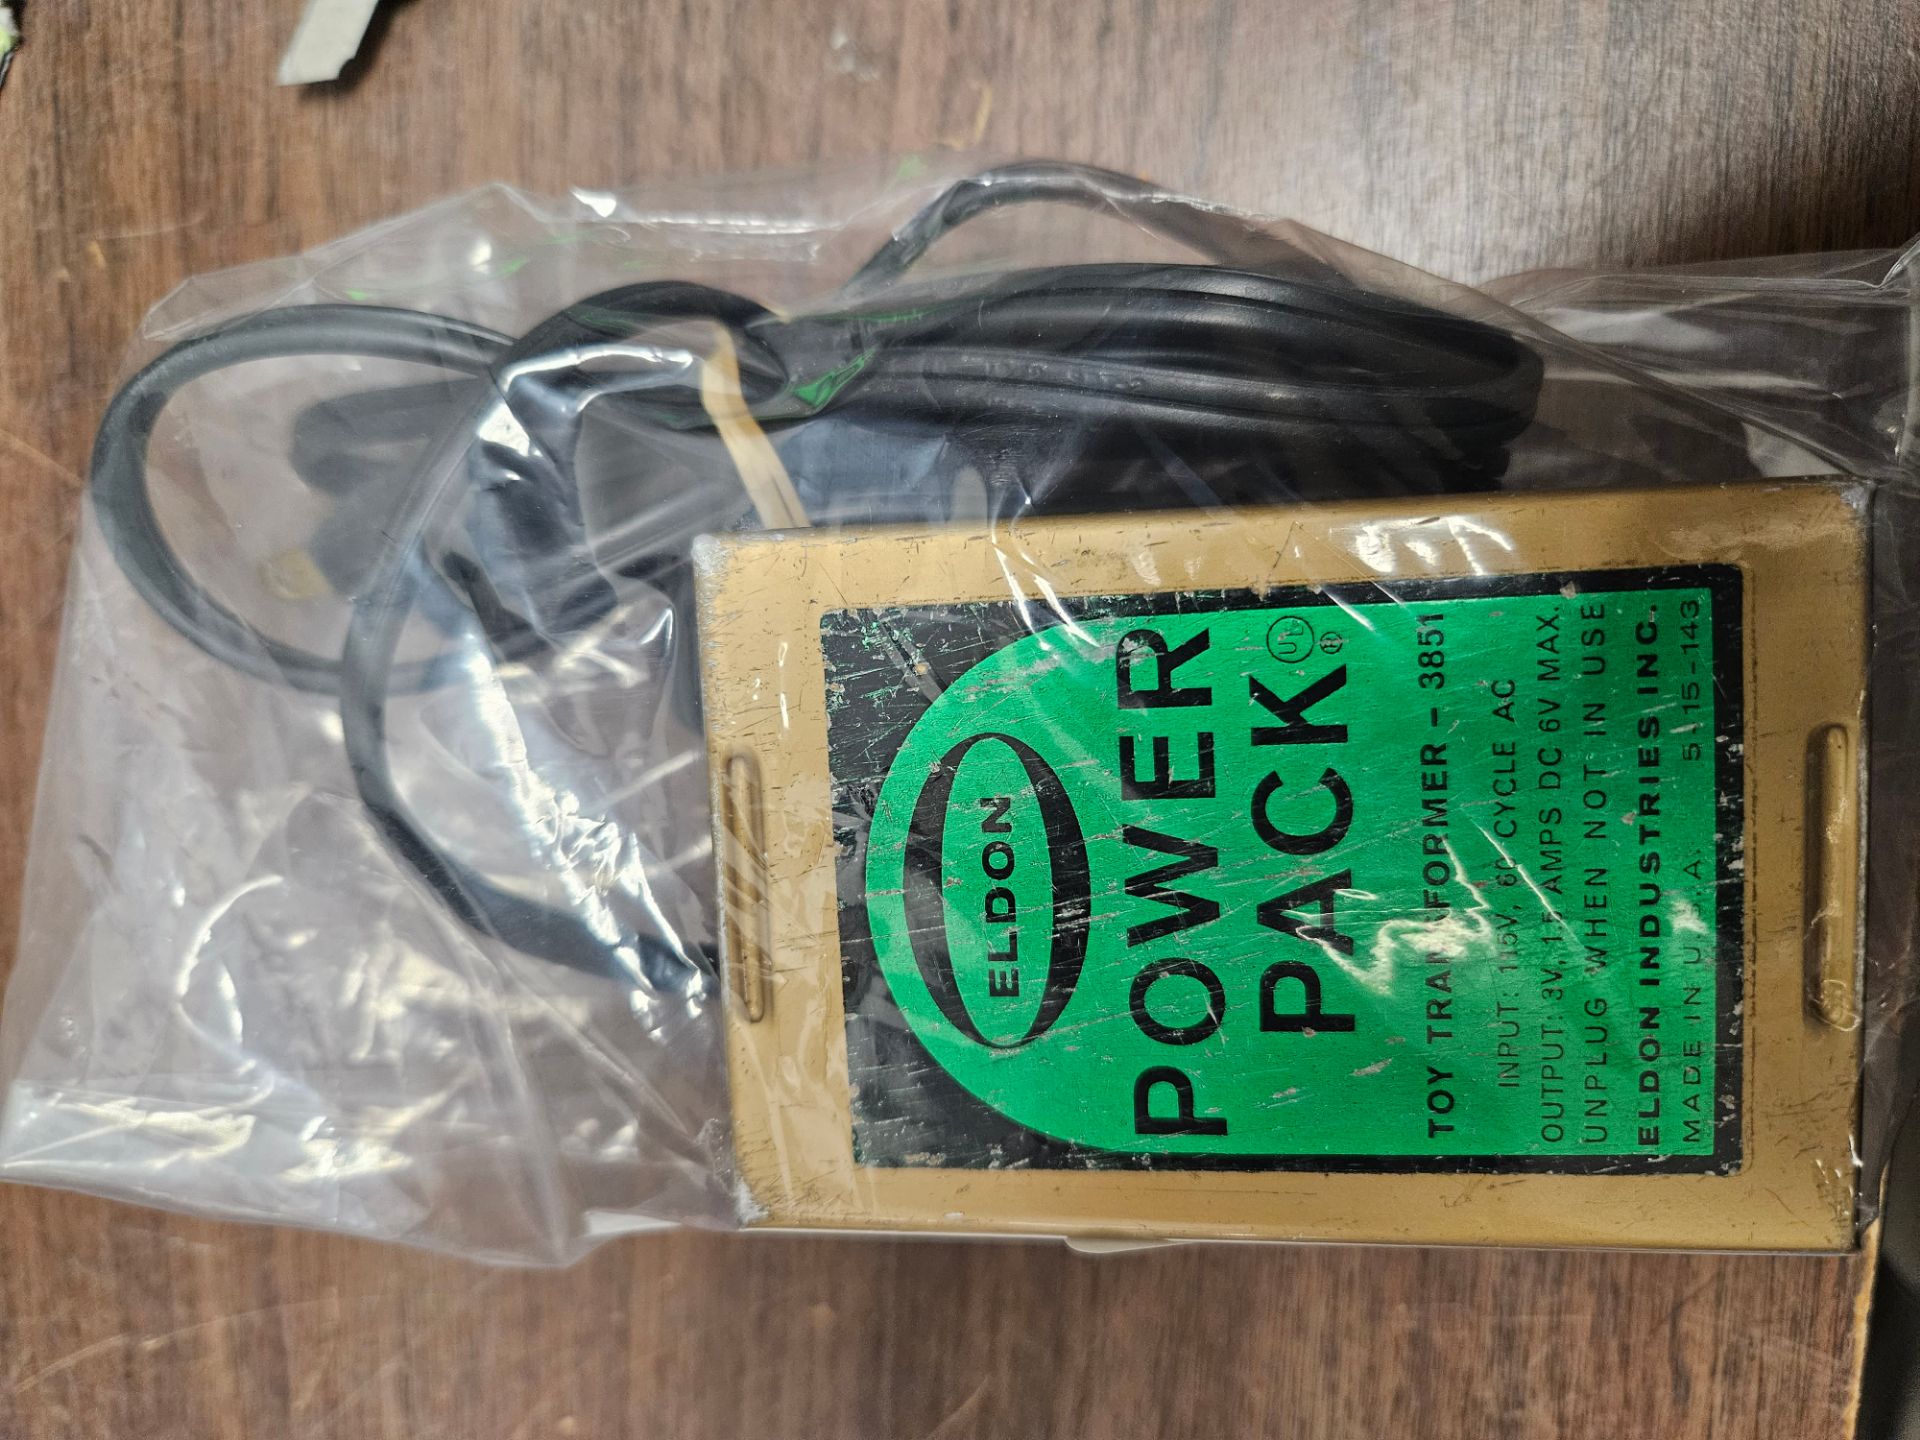 ELDON
POWER
PACK
UL
R
TOY TRANSFORMER - 3851
INPUT: 115V, 60 CYCLE AC
OUTPUT: 3V, 1.5 AMPS DC 6V MAX.
UNPLUG WHEN NOT IN USE
ELDON INDUSTRIES INC.
MADE IN U.S.A. 5-15-143